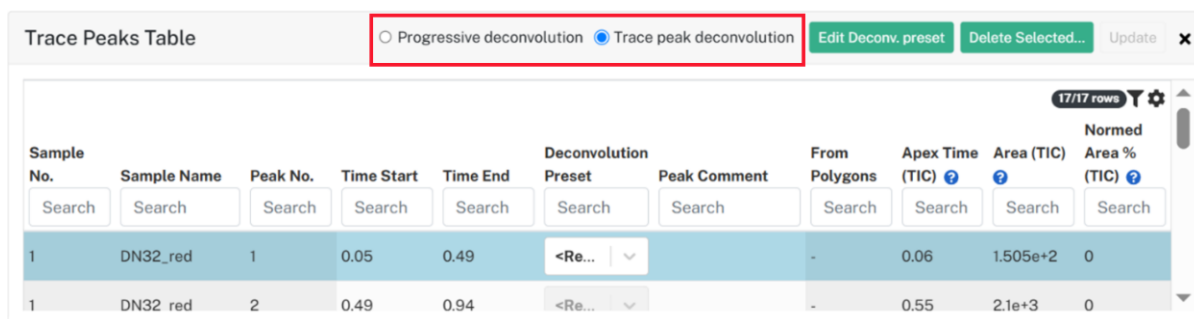 Trace Peaks Table Progressive deconvolution Trace peak deconvolution Edit Deconv. preset Delete Selected... Update ×
17/17 rows
Sample No. Sample Name Peak No. Time Start Time End Deconvolution Preset Peak Comment From Polygons Apex Time (TIC) ? Area (TIC) ? Normed Area % (TIC) ?
Search Search Search Search Search Search Search Search Search Search Search
1 DN32_red 1 0.05 0.49 <Re... - 0.06 1.505e+2 0
1 DN32_red 2 0.49 0.94 <Re... - 0.55 2.1e+3 0